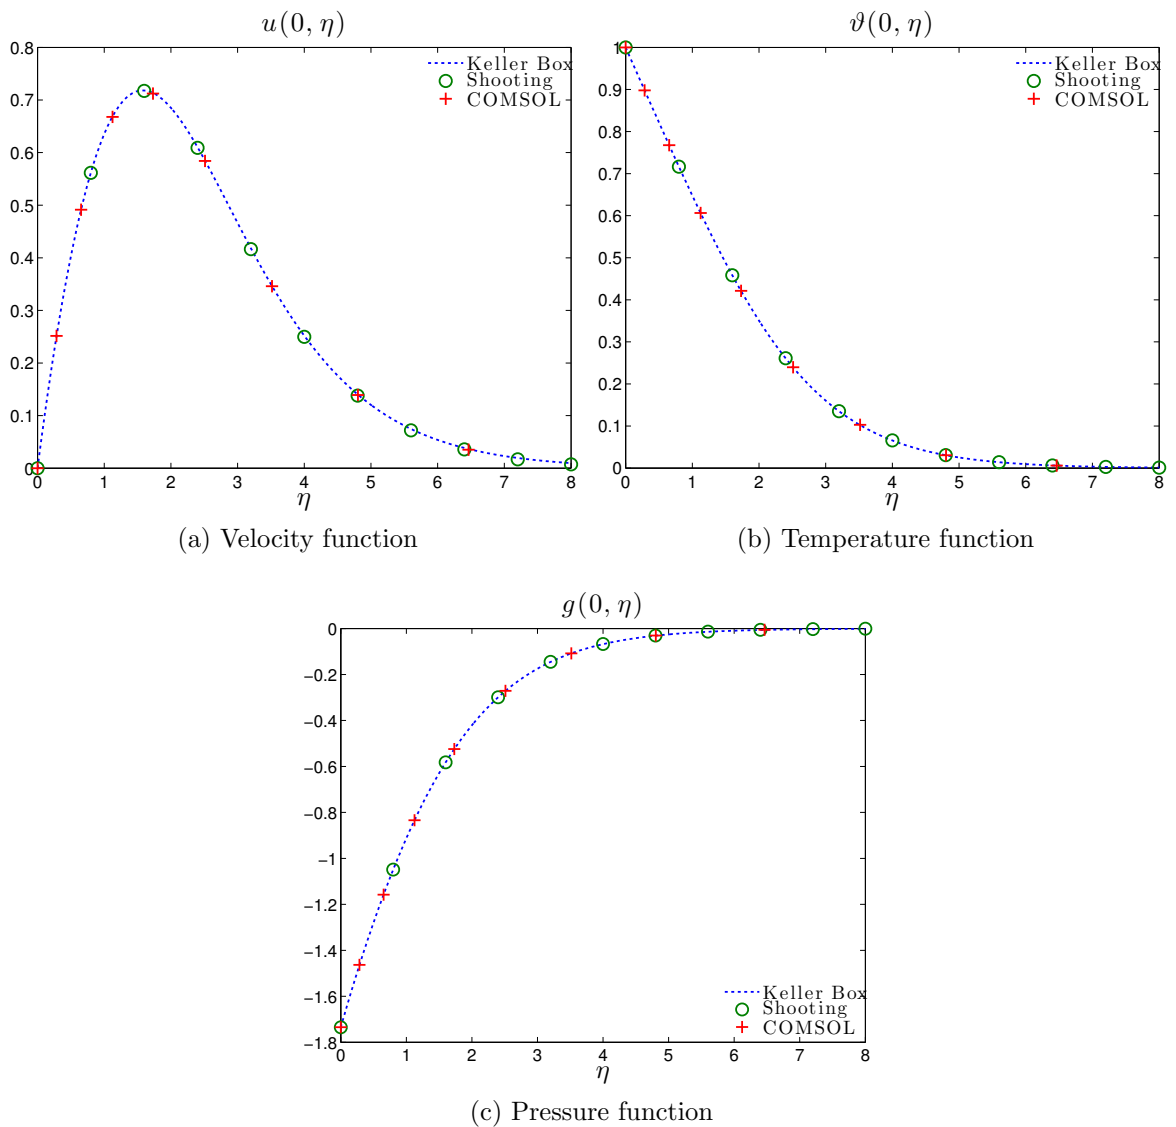 u(0, η)
0.8
0.7
0.6
0.5
0.4
0.3
0.2
0.1
0
0 1 2 3 4 5 6 7 8
Keller Box
Shooting
COMSOL
η
(a) Velocity function
ϑ(0, η)
1
0.9
0.8
0.7
0.6
0.5
0.4
0.3
0.2
0.1
0
0 1 2 3 4 5 6 7 8
Keller Box
Shooting
COMSOL
η
(b) Temperature function
g(0, η)
0
−0.2
−0.4
−0.6
−0.8
−1
−1.2
−1.4
−1.6
−1.8
0 1 2 3 4 5 6 7 8
Keller Box
Shooting
COMSOL
η
(c) Pressure function